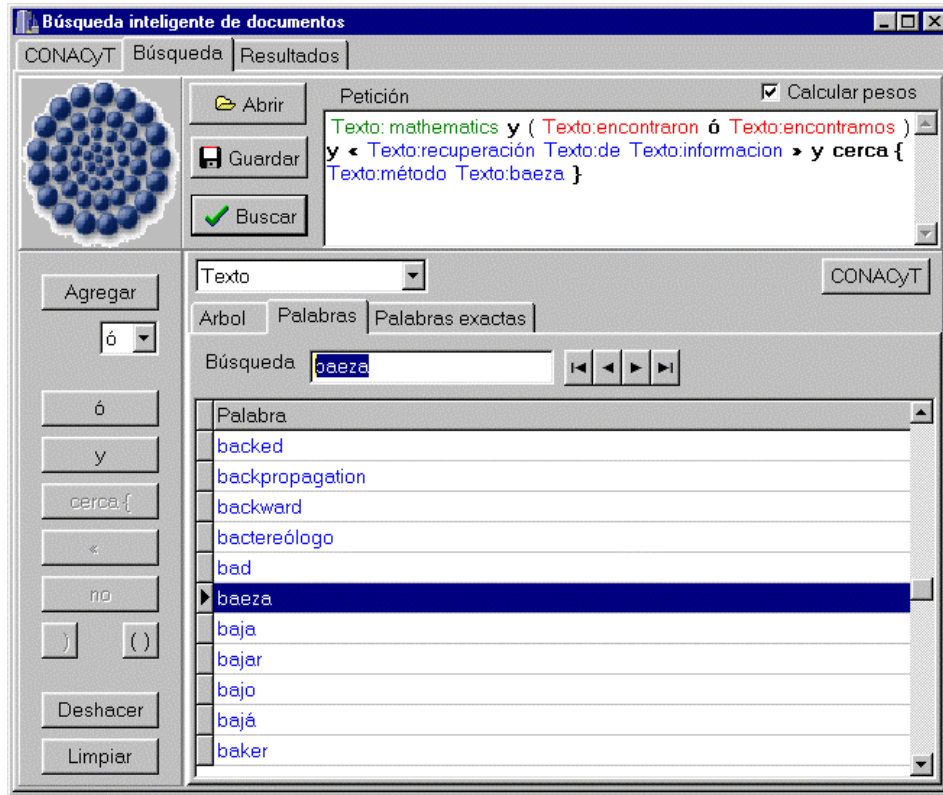 Búsqueda inteligente de documentos
CONACyT Búsqueda Resultados
Abrir
Guardar
Buscar
Petición
Calcular pesos
Texto: mathematics y ( Texto:encontraron ó Texto:encontramos )
y « Texto:recuperación Texto:de Texto:informacion » y cerca {
Texto:método Texto:baeza }
Agregar
ó
ó
y
cerca {
«
no
)
( )
Deshacer
Limpiar
Texto
CONACyT
Arbol Palabras Palabras exactas
Búsqueda baeza
Palabra
backed
backpropagation
backward
bactereólogo
bad
baeza
baja
bajar
bajo
bajá
baker